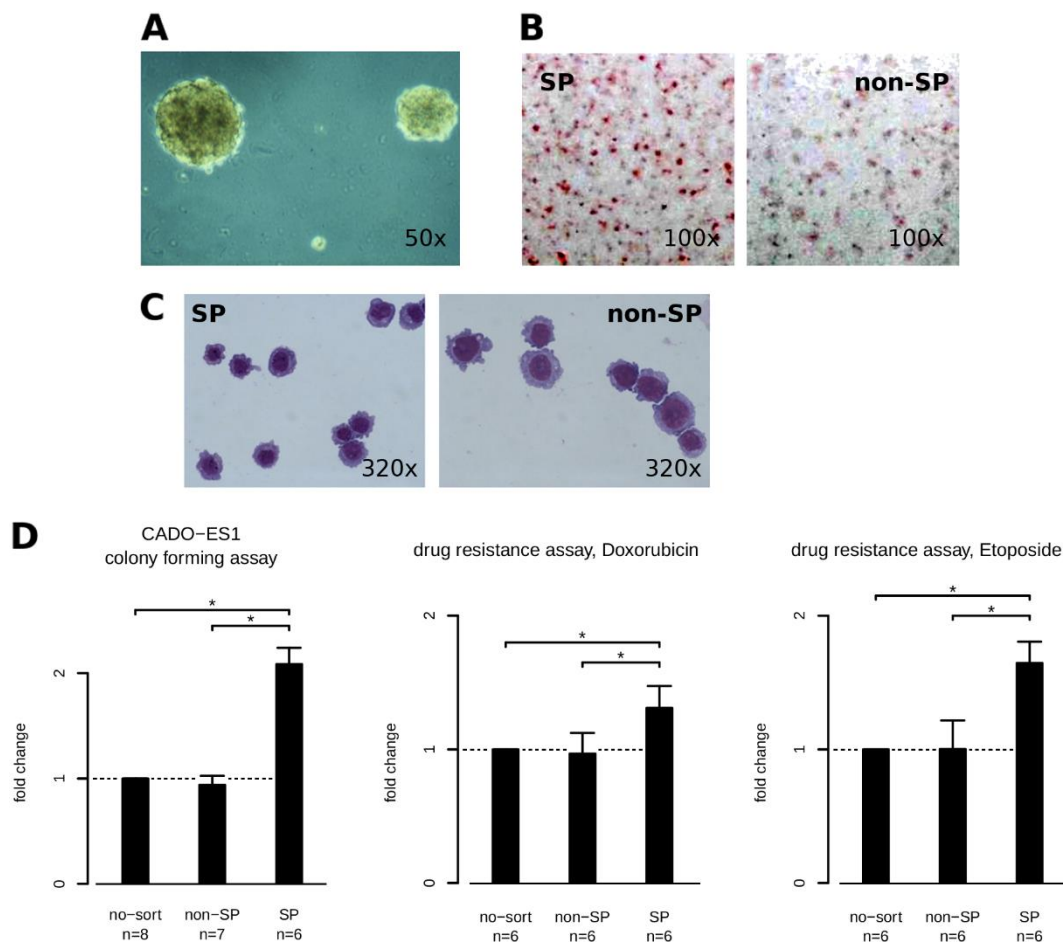 A
50x
B
SP
100x
non-SP
100x
C
SP
320x
non-SP
320x
D
CADO−ES1
colony forming assay
fold change
0
1
2
*
*
no−sort
n=8
non−SP
n=7
SP
n=6
drug resistance assay, Doxorubicin
fold change
0
1
2
*
*
no−sort
n=6
non−SP
n=6
SP
n=6
drug resistance assay, Etoposide
fold change
0
1
2
*
*
no−sort
n=6
non−SP
n=6
SP
n=6